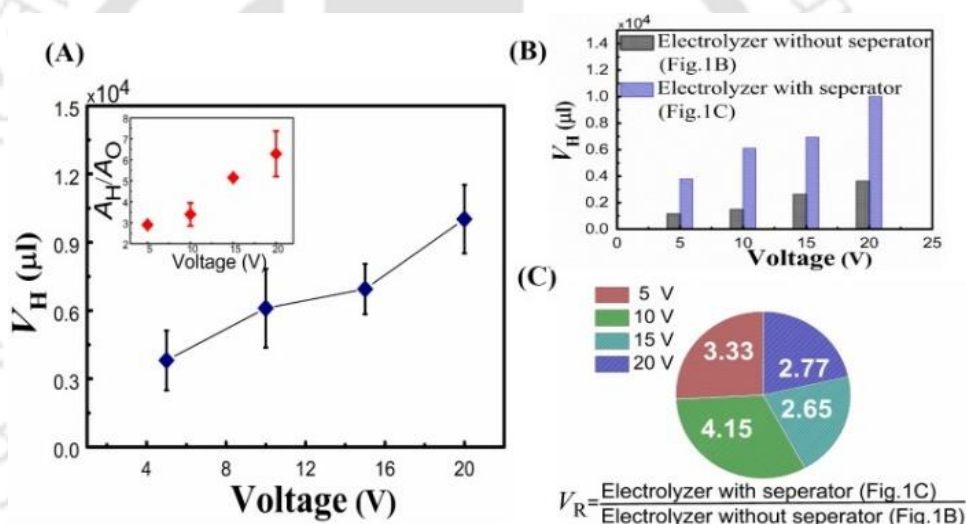 (A)
×10⁴
1.5
1.2
0.9
0.6
0.3
0.0
V_H (µl)
4
8
12
16
20
Voltage (V)
A_H/A_O
8
7
6
5
4
3
2
5
10
15
20
Voltage (V)
(B)
×10⁴
1.4
1.2
1.0
0.8
0.6
0.4
0.2
0.0
V_H (µl)
Electrolyzer without seperator
(Fig.1B)
Electrolyzer with seperator
(Fig.1C)
0
5
10
15
20
25
Voltage (V)
(C)
5 V
10 V
15 V
20 V
3.33
2.77
4.15
2.65
V_R=Electrolyzer with seperator (Fig.1C)
Electrolyzer without seperator (Fig.1B)